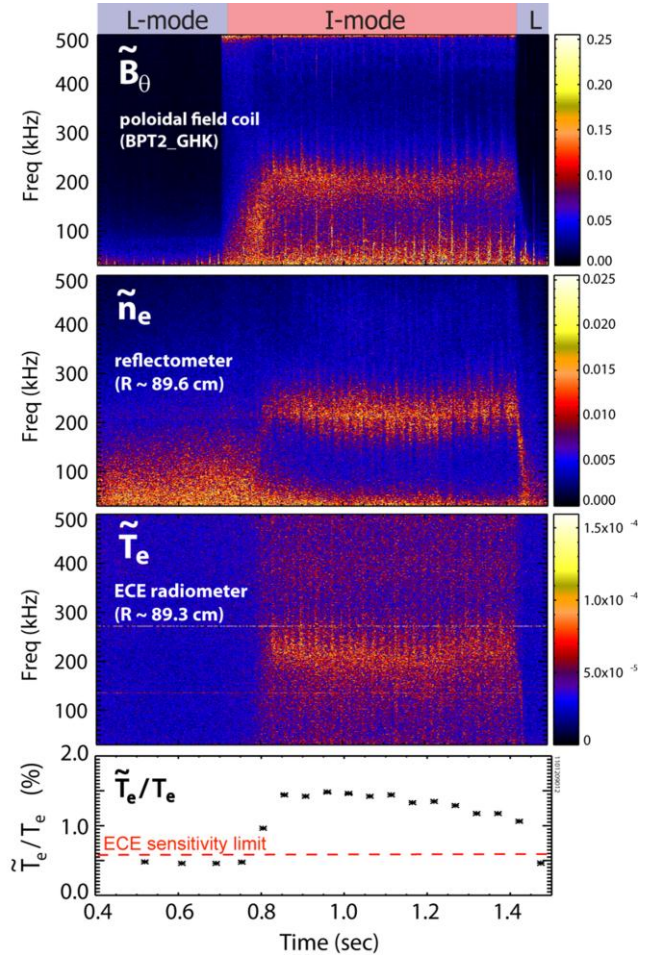 L-mode I-mode L
B̃θ
poloidal field coil
(BPT2_GHK)
Freq (kHz)
500
400
300
200
100
0.25
0.20
0.15
0.10
0.05
0.00
ñe
reflectometer
(R ~ 89.6 cm)
Freq (kHz)
500
400
300
200
100
0.025
0.020
0.015
0.010
0.005
0.000
T̃e
ECE radiometer
(R ~ 89.3 cm)
Freq (kHz)
500
400
300
200
100
1.5x10 -4
1.0x10 -4
5.0x10 -5
T̃e/Te
ECE sensitivity limit
T̃e/Te (%)
2.0
1.0
0.0
0.4 0.6 0.8 1.0 1.2 1.4
Time (sec)